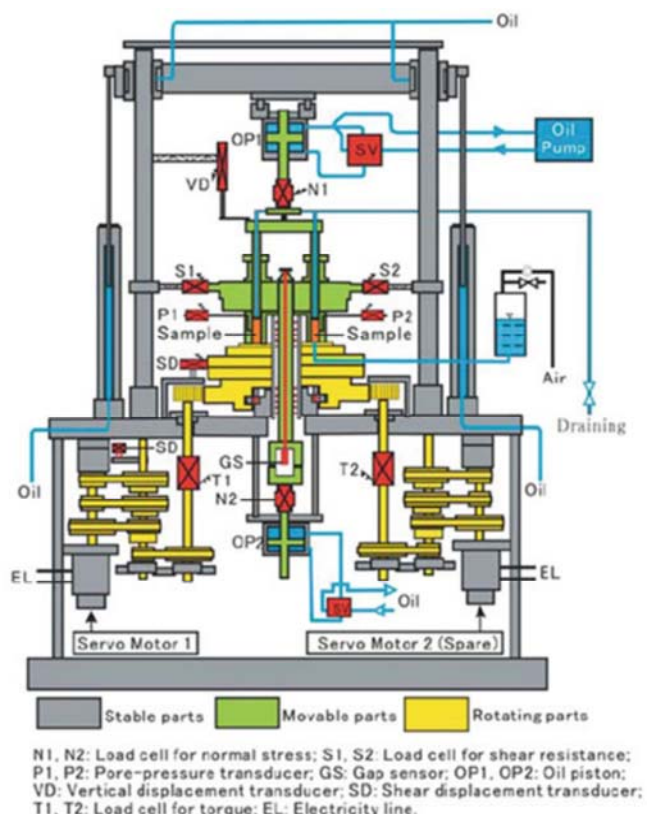 Oil
OP1
SV
Oil
Pump
VD
N1
S1
S2
P1
P2
Sample
Sample
SD
Air
Draining
SD
GS
T1
T2
Oil
Oil
N2
OP2
EL
EL
SV
Oil
Servo Motor 1
Servo Motor 2 (Spare)
Stable parts
Movable parts
Rotating parts
N1, N2: Load cell for normal stress; S1, S2: Load cell for shear resistance;
P1, P2: Pore-pressure transducer; GS: Gap sensor; OP1, OP2: Oil piston;
VD: Vertical displacement transducer; SD: Shear displacement transducer;
T1, T2: Load cell for torque; EL: Electricity line.